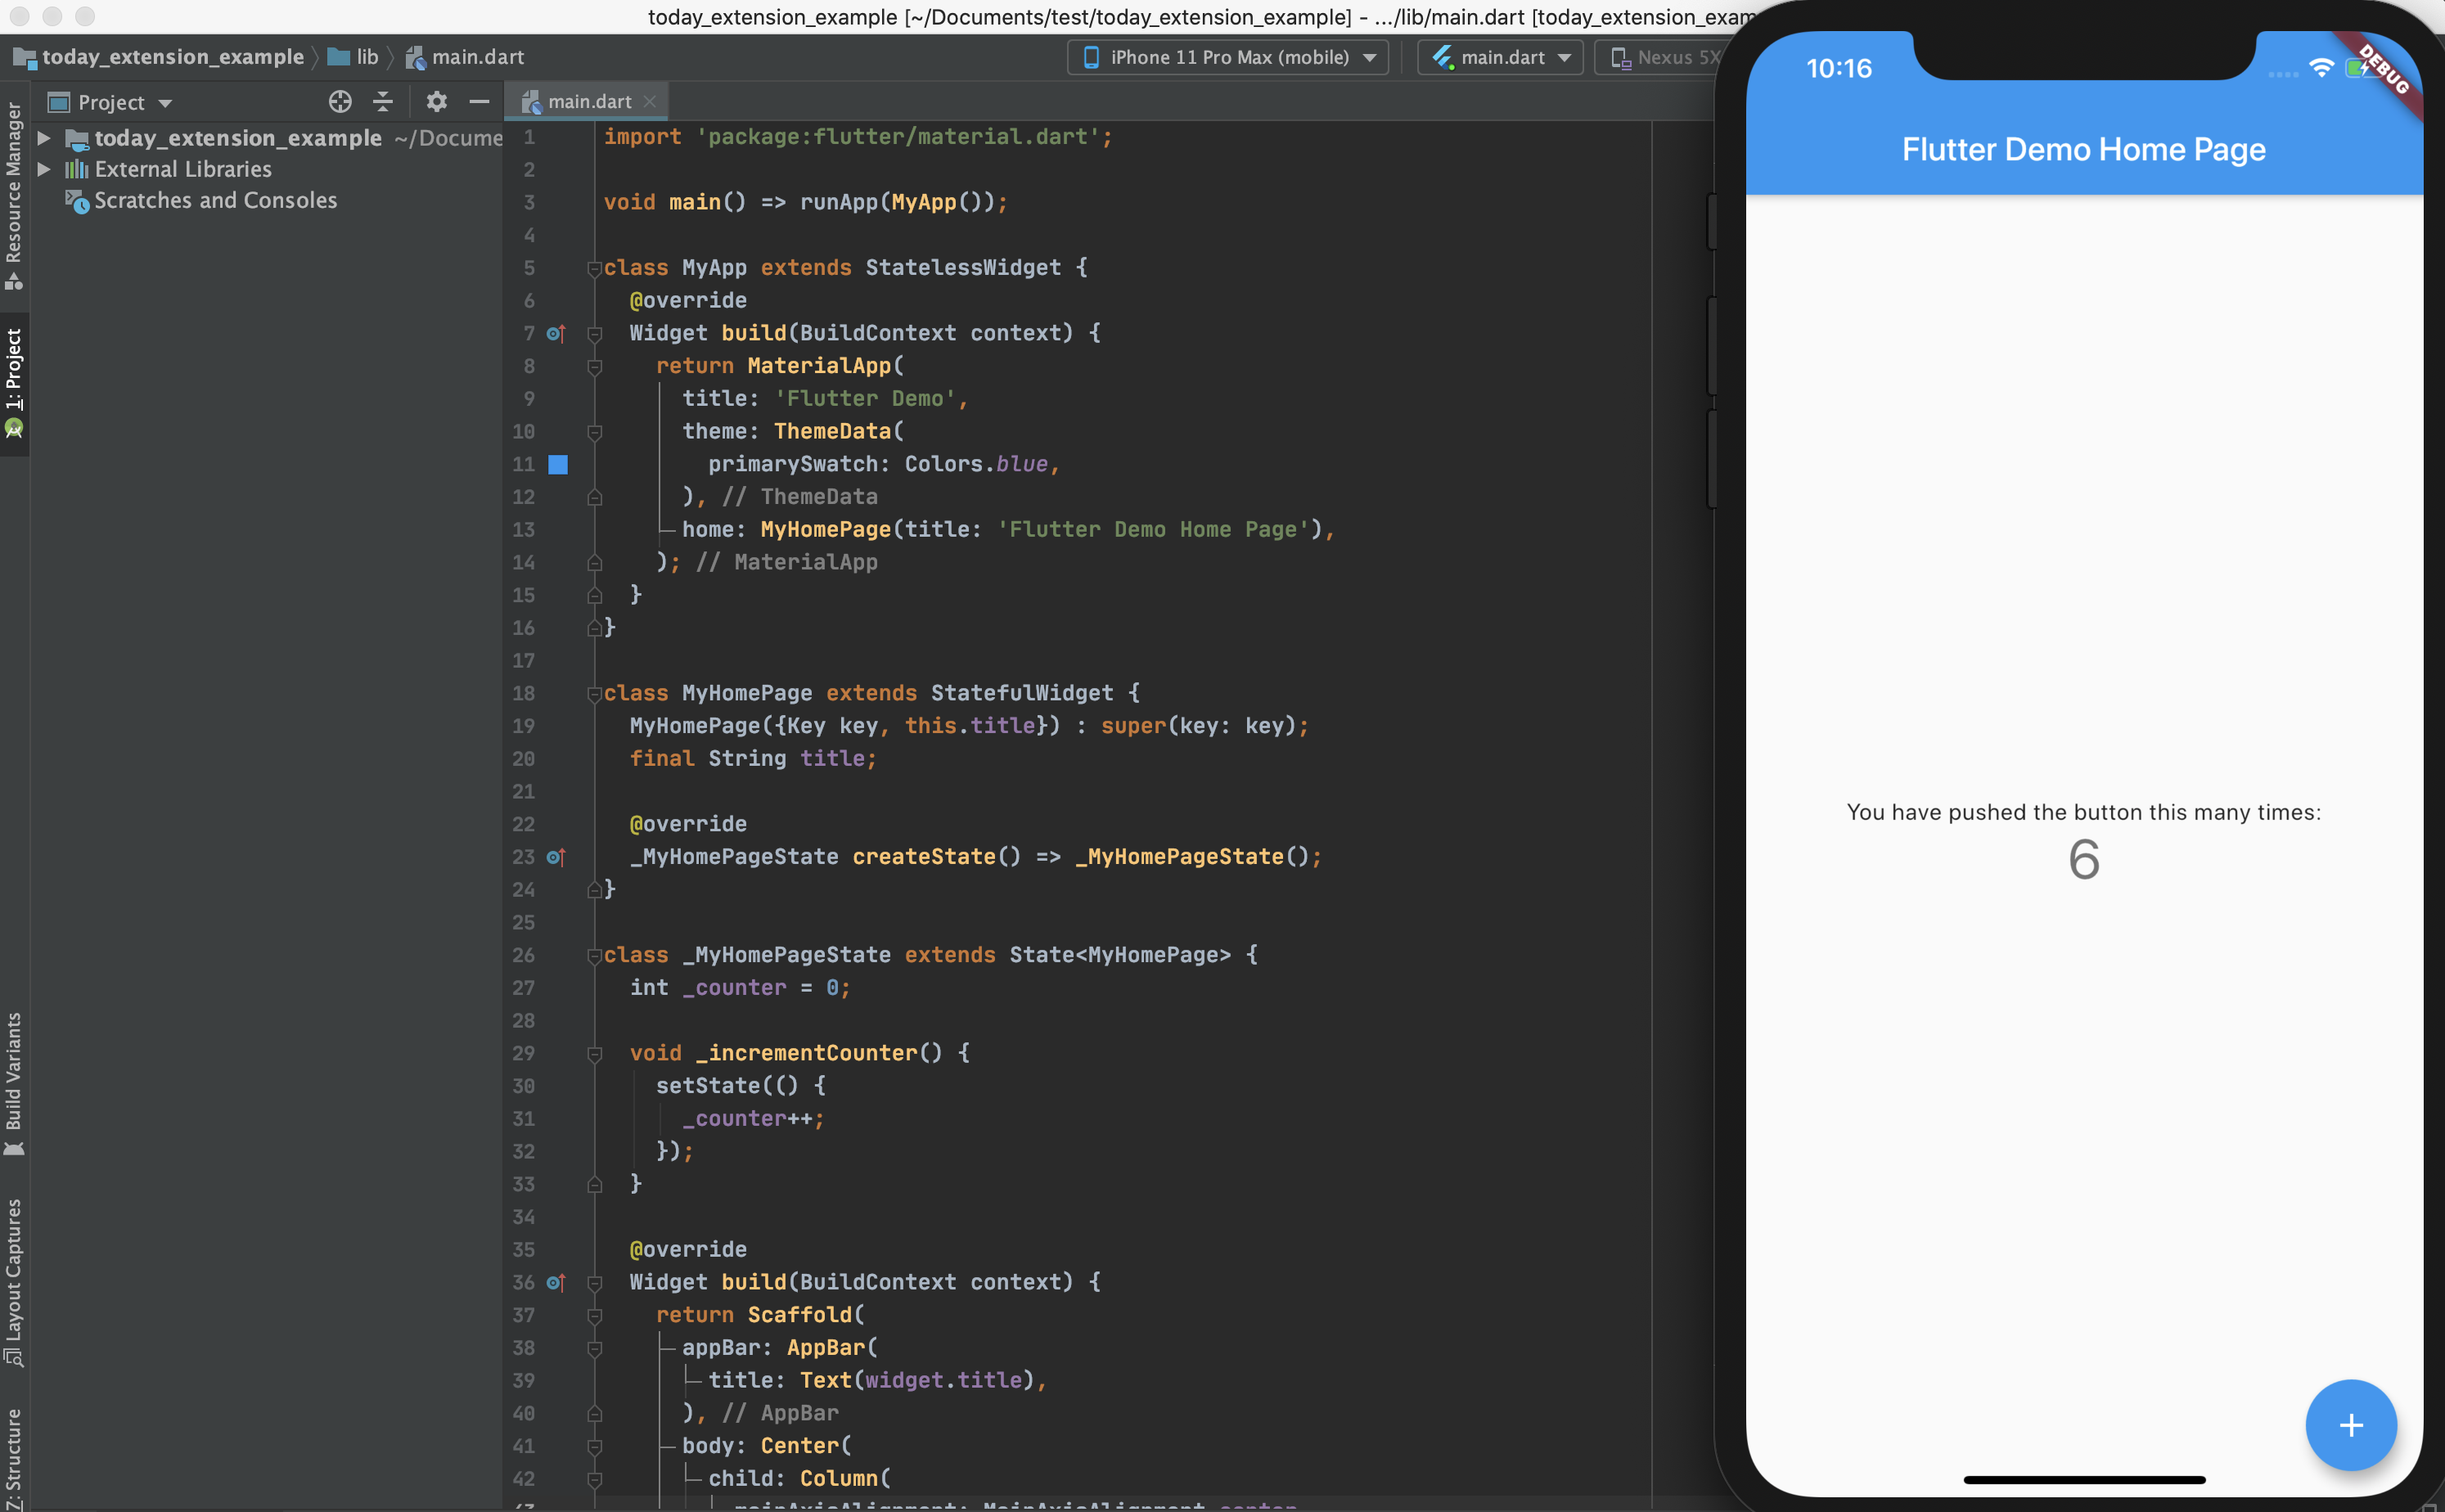 today_extension_example [~/Documents/test/today_extension_example] - .../lib/main.dart [today_extension_exam
today_extension_example lib main.dart
iPhone 11 Pro Max (mobile) main.dart Nexus 5X
Project
main.dart
Resource Manager
1: Project
Build Variants
Layout Captures
7: Structure
today_extension_example ~/Docume
External Libraries
Scratches and Consoles
1 import 'package:flutter/material.dart';
2
3 void main() => runApp(MyApp());
4
5 class MyApp extends StatelessWidget {
6 @override
7 Widget build(BuildContext context) {
8 return MaterialApp(
9 title: 'Flutter Demo',
10 theme: ThemeData(
11 primarySwatch: Colors.blue,
12 ), // ThemeData
13 home: MyHomePage(title: 'Flutter Demo Home Page'),
14 ); // MaterialApp
15 }
16 }
17
18 class MyHomePage extends StatefulWidget {
19 MyHomePage({Key key, this.title}) : super(key: key);
20 final String title;
21
22 @override
23 _MyHomePageState createState() => _MyHomePageState();
24 }
25
26 class _MyHomePageState extends State<MyHomePage> {
27 int _counter = 0;
28
29 void _incrementCounter() {
30 setState(() {
31 _counter++;
32 });
33 }
34
35 @override
36 Widget build(BuildContext context) {
37 return Scaffold(
38 appBar: AppBar(
39 title: Text(widget.title),
40 ), // AppBar
41 body: Center(
42 child: Column(
10:16
DEBUG
Flutter Demo Home Page
You have pushed the button this many times:
6
+